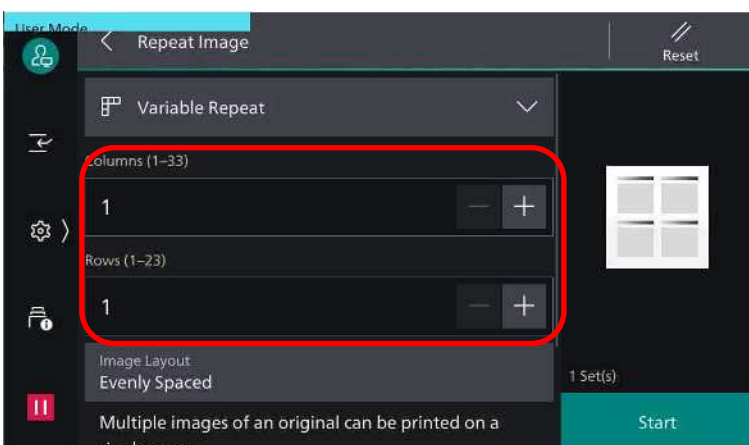 User Mode
Repeat Image
Reset
Variable Repeat
Columns (1–33)
1
Rows (1–23)
1
Image Layout
Evenly Spaced
1 Set(s)
Multiple images of an original can be printed on a
Start